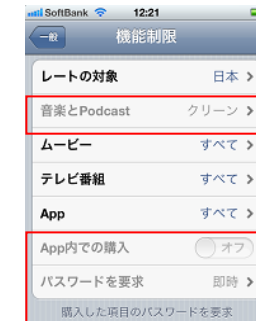 SoftBank 12:21
一般 機能制限
レートの対象 日本
音楽とPodcast クリーン
ムービー すべて
テレビ番組 すべて
App すべて
App内での購入 オフ
パスワードを要求 即時
購入した項目のパスワードを要求